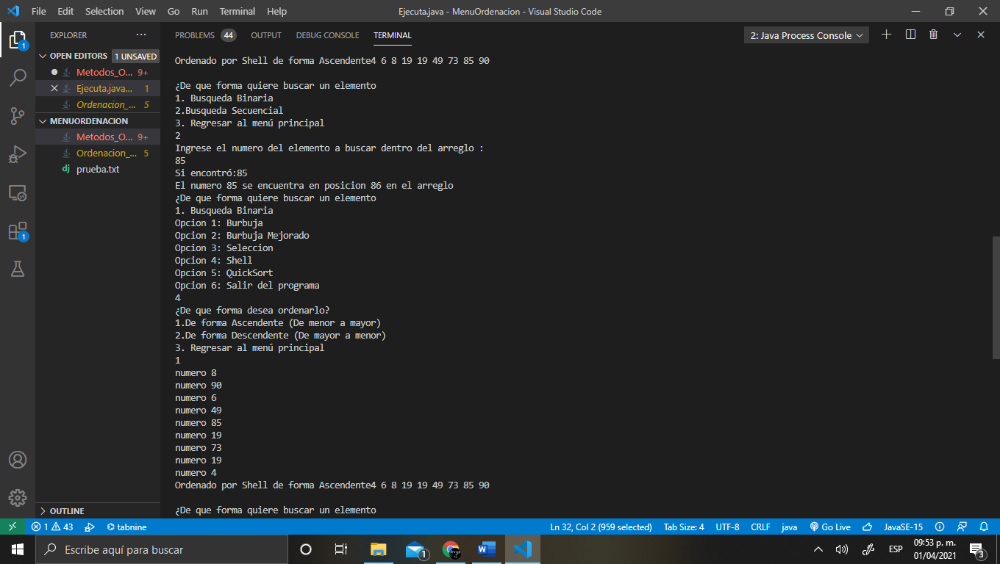 File Edit Selection View Go Run Terminal Help Ejecuta.java - MenuOrdenacion - Visual Studio Code
EXPLORER ···
PROBLEMS 44 OUTPUT DEBUG CONSOLE TERMINAL 2: Java Process Console
OPEN EDITORS 1 UNSAVED
Metodos_O... 9+
Ejecuta.java... 1
Ordenacion_... 5
MENUORDENACION
Metodos_O... 9+
Ordenacion_... 5
prueba.txt
OUTLINE
1
1
Ordenado por Shell de forma Ascendente4 6 8 19 19 49 73 85 90
¿De que forma quiere buscar un elemento
1. Busqueda Binaria
2.Busqueda Secuencial
3. Regresar al menú principal
2
Ingrese el numero del elemento a buscar dentro del arreglo :
85
Si encontró:85
El numero 85 se encuentra en posicion 86 en el arreglo
¿De que forma quiere buscar un elemento
1. Busqueda Binaria
Opcion 1: Burbuja
Opcion 2: Burbuja Mejorado
Opcion 3: Seleccion
Opcion 4: Shell
Opcion 5: QuickSort
Opcion 6: Salir del programa
4
¿De que forma desea ordenarlo?
1.De forma Ascendente (De menor a mayor)
2.De forma Descendente (De mayor a menor)
3. Regresar al menú principal
1
numero 8
numero 90
numero 6
numero 49
numero 85
numero 19
numero 73
numero 19
numero 4
Ordenado por Shell de forma Ascendente4 6 8 19 19 49 73 85 90
¿De que forma quiere buscar un elemento
1 43 tabnine Ln 32, Col 2 (959 selected) Tab Size: 4 UTF-8 CRLF java Go Live JavaSE-15
Escribe aquí para buscar 1 ESP 09:53 p. m. 3
01/04/2021